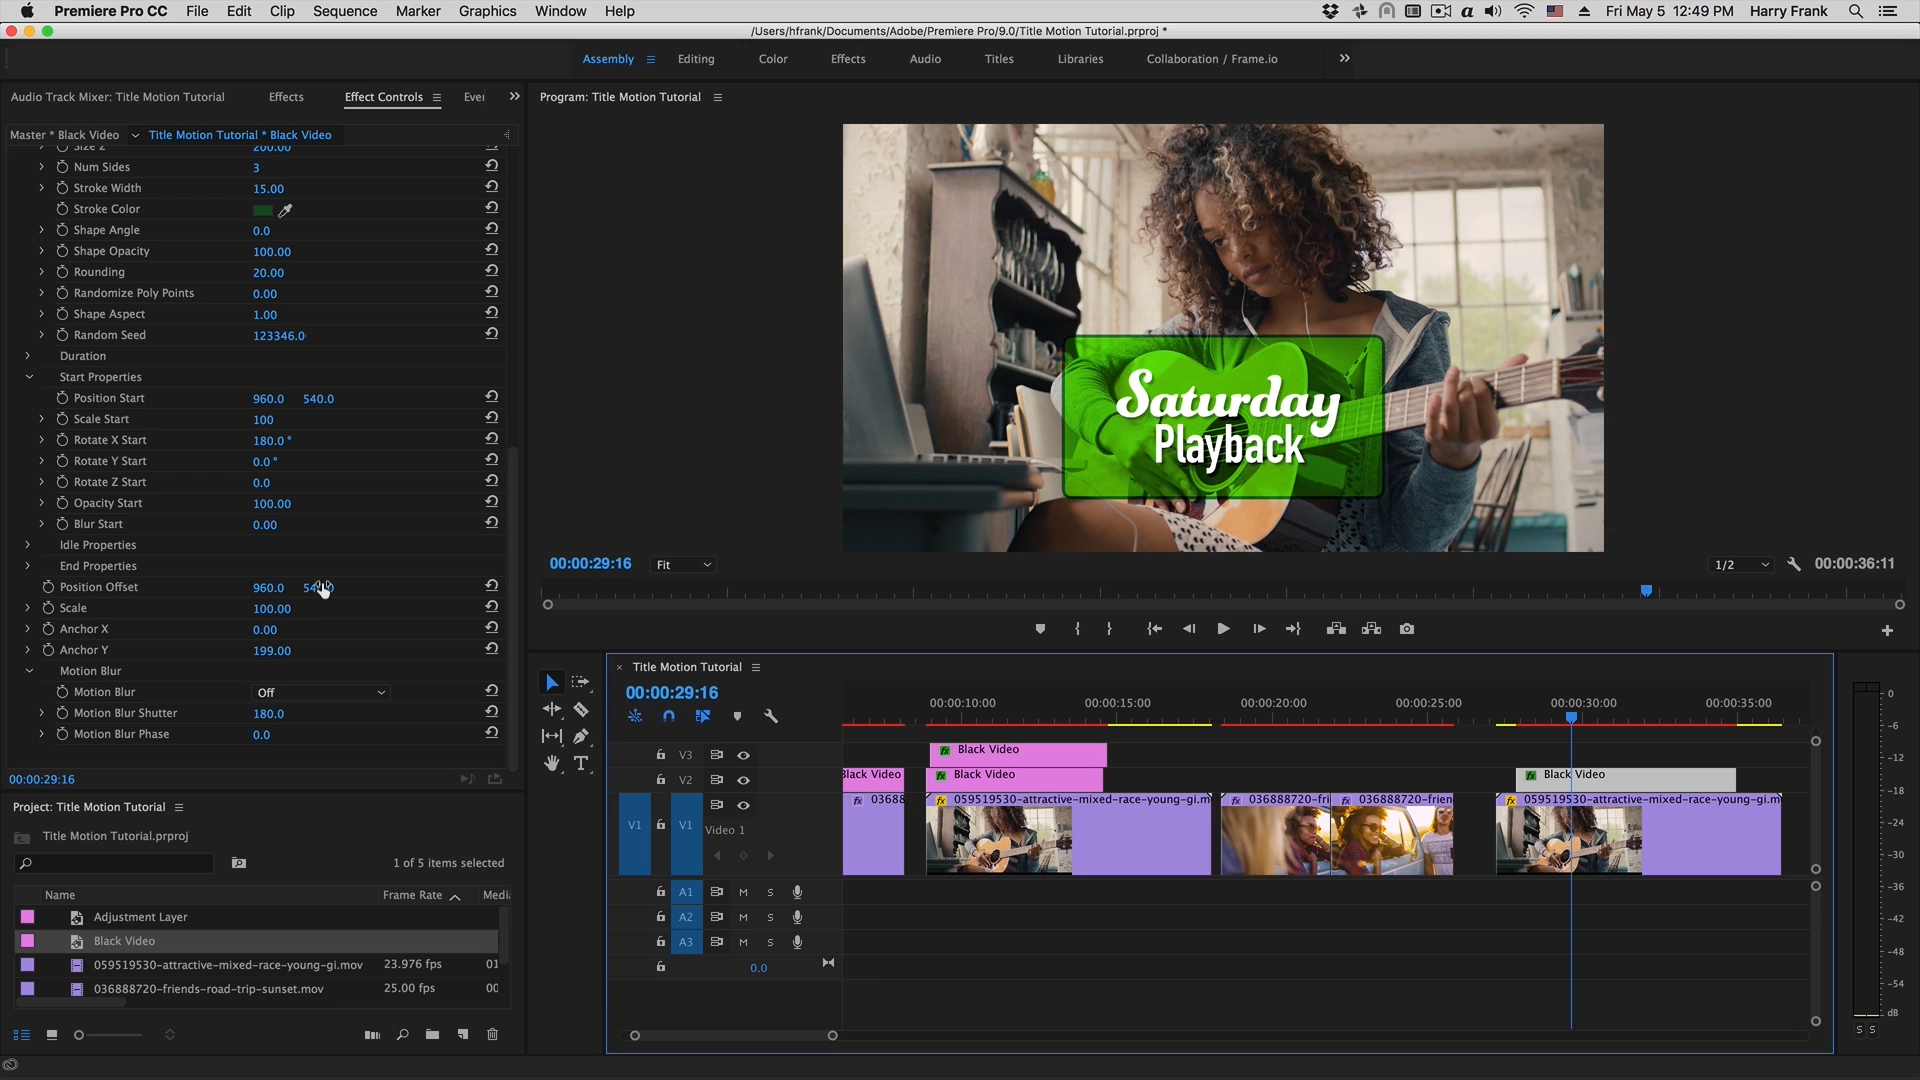 Premiere Pro CC File Edit Clip Sequence Marker Graphics Window Help
Fri May 5 12:49 PM Harry Frank
/Users/hfrank/Documents/Adobe/Premiere Pro/9.0/Title Motion Tutorial.prproj *
Assembly Editing Color Effects Audio Titles Libraries Collaboration / Frame.io
Audio Track Mixer: Title Motion Tutorial Effects Effect Controls
Program: Title Motion Tutorial
Master * Black Video Title Motion Tutorial * Black Video
Size 2 200.00
Num Sides 3
Stroke Width 15.00
Stroke Color
Shape Angle 0.0
Shape Opacity 100.00
Rounding 20.00
Randomize Poly Points 0.00
Shape Aspect 1.00
Random Seed 123346.0
Duration
Start Properties
Position Start 960.0 540.0
Scale Start 100
Rotate X Start 180.0 °
Rotate Y Start 0.0 °
Rotate Z Start 0.0
Opacity Start 100.00
Blur Start 0.00
Idle Properties
End Properties
Position Offset 960.0
Scale 100.00
Anchor X 0.00
Anchor Y 199.00
Motion Blur
Motion Blur Off
Motion Blur Shutter 180.0
Motion Blur Phase 0.0
00:00:29:16
Saturday
Playback
00:00:29:16 Fit 1/2 00:00:36:11
Project: Title Motion Tutorial
Title Motion Tutorial.prproj
1 of 5 items selected
Name Frame Rate Medi
Adjustment Layer
Black Video
059519530-attractive-mixed-race-young-gi.mov 23.976 fps 01
036888720-friends-road-trip-sunset.mov 25.00 fps 00
× Title Motion Tutorial
00:00:29:16
00:00:10:00 00:00:15:00 00:00:20:00 00:00:25:00 00:00:30:00 00:00:35:00
V3 fx Black Video
V2 Black Video fx Black Video fx Black Video
V1 V1 Video 1
fx 03688 fx 059519530-attractive-mixed-race-young-gi.m fx 036888720-fri fx 036888720-frien fx 059519530-attractive-mixed-race-young-gi.m
A1 M S
A2 M S
A3 M S
0.0
0
-6
-12
-18
-24
-30
-36
-42
-48
-54
dB
S S